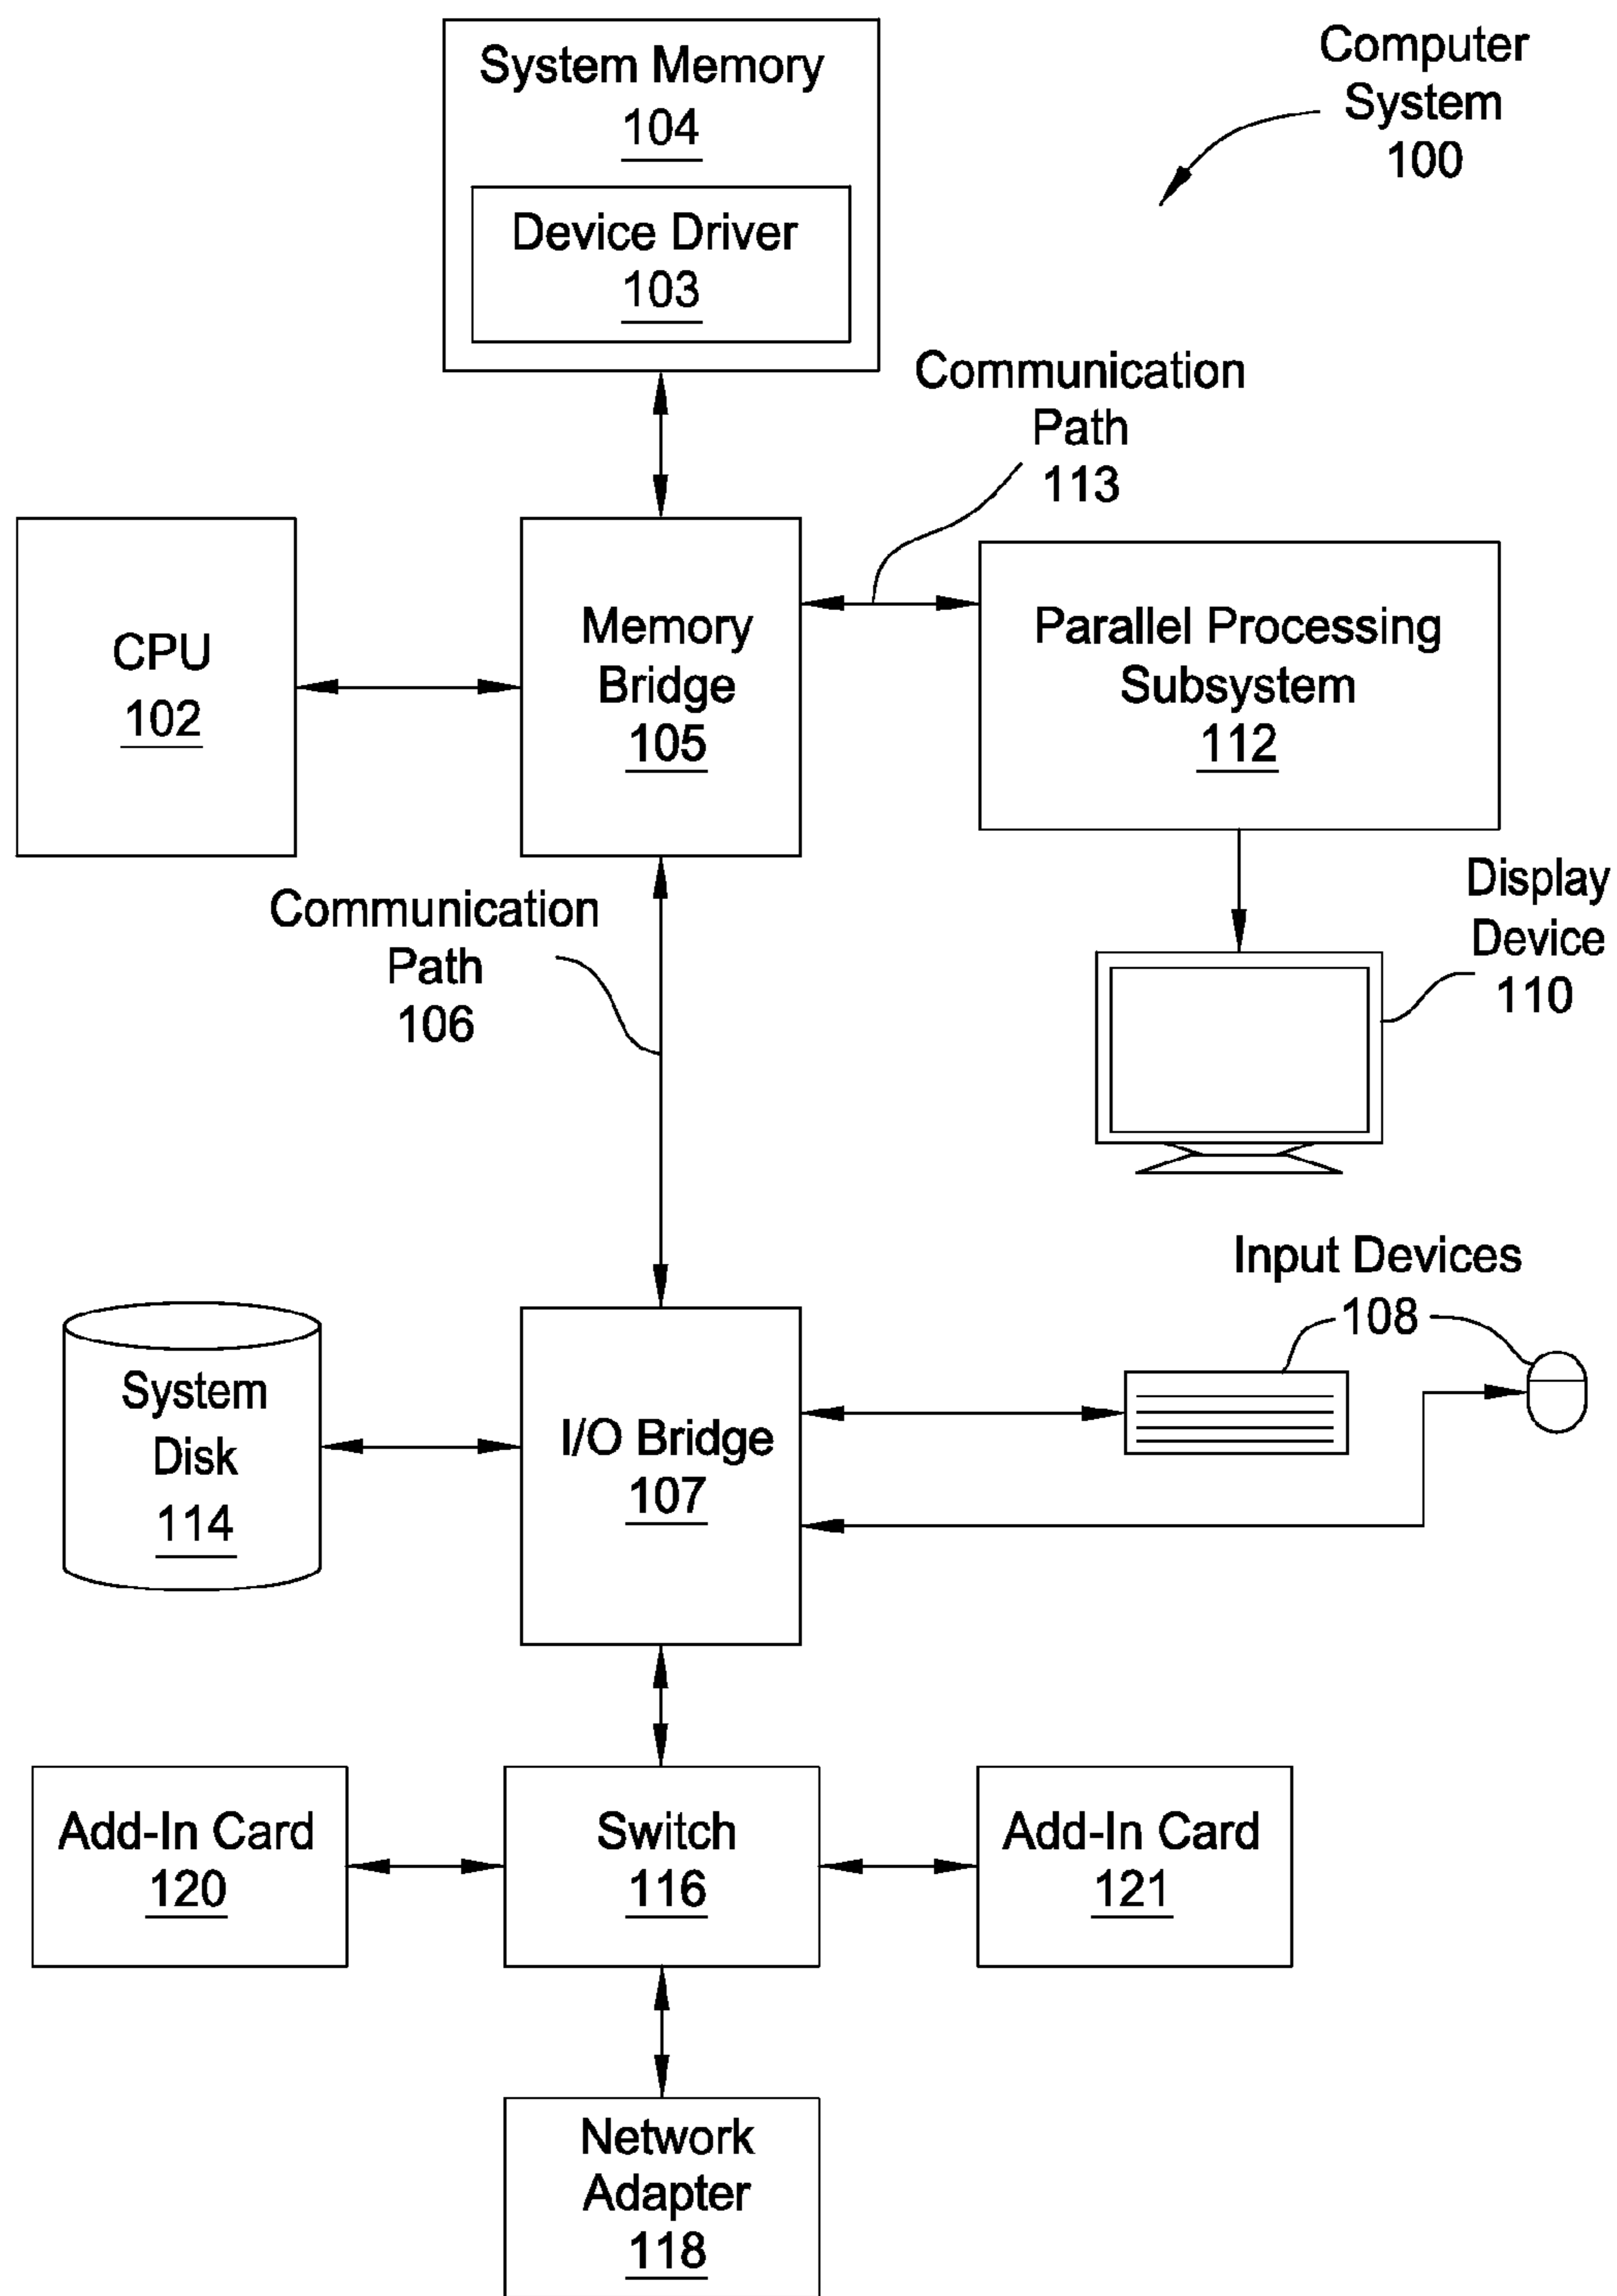 System Memory
104
Device Driver
103
Computer
System
100
Communication
Path
113
CPU
102
Memory
Bridge
105
Parallel Processing
Subsystem
112
Communication
Path
106
Display
Device
110
Input Devices
108
System
Disk
114
I/O Bridge
107
Add-In Card
120
Switch
116
Add-In Card
121
Network
Adapter
118